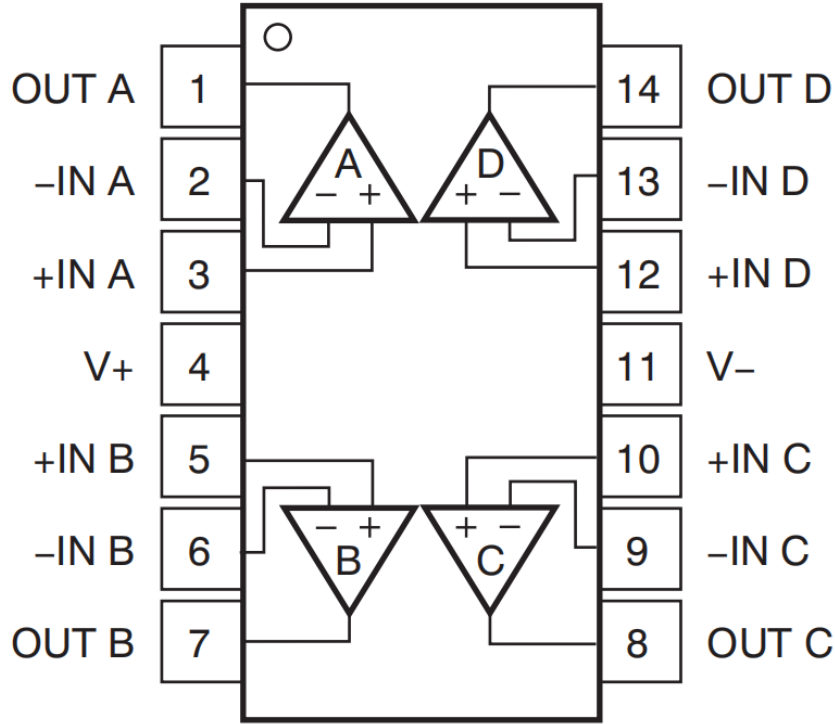 OUT A 1 14 OUT D
−IN A 2 A D 13 −IN D
− + + −
+IN A 3 12 +IN D
V+ 4 11 V−
+IN B 5 10 +IN C
− + + −
−IN B 6 B C 9 −IN C
OUT B 7 8 OUT C